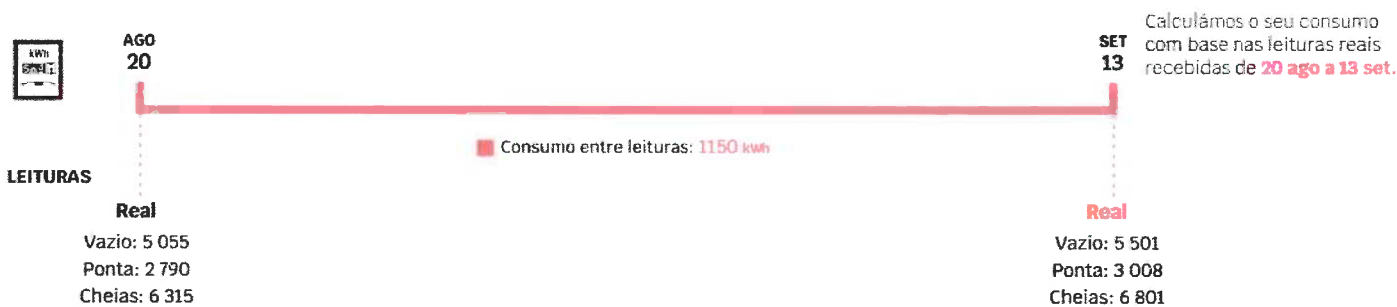 kWh
AGO
20
SET
13
Calculámos o seu consumo
com base nas leituras reais
recebidas de 20 ago a 13 set.
Consumo entre leituras: 1150 kWh
LEITURAS
Real
Vazio: 5 055
Ponta: 2 790
Cheias: 6 315
Real
Vazio: 5 501
Ponta: 3 008
Cheias: 6 801